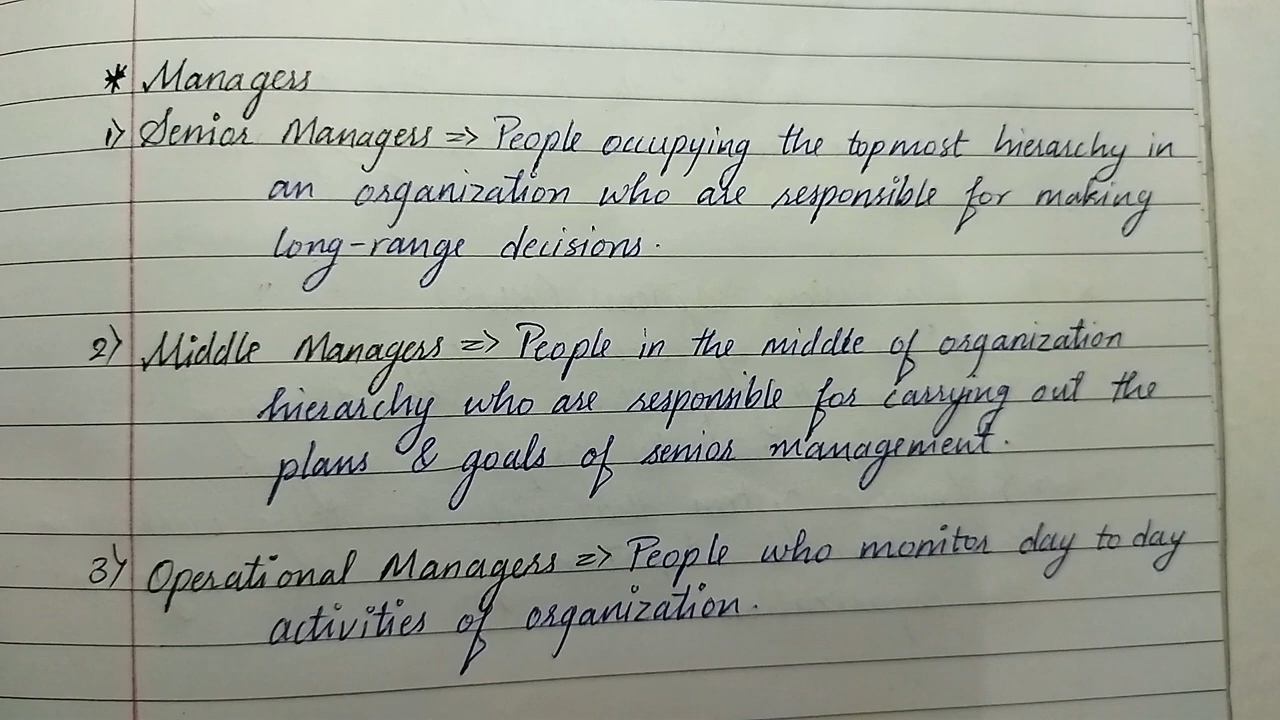 * Managers
1) Senior Managers => People occupying the topmost hierarchy in
an organization who are responsible for making
long-range decisions.
2) Middle Managers => People in the middle of organization
hierarchy who are responsible for carrying out the
plans & goals of senior management.
3) Operational Managers => People who monitor day to day
activities of organization.